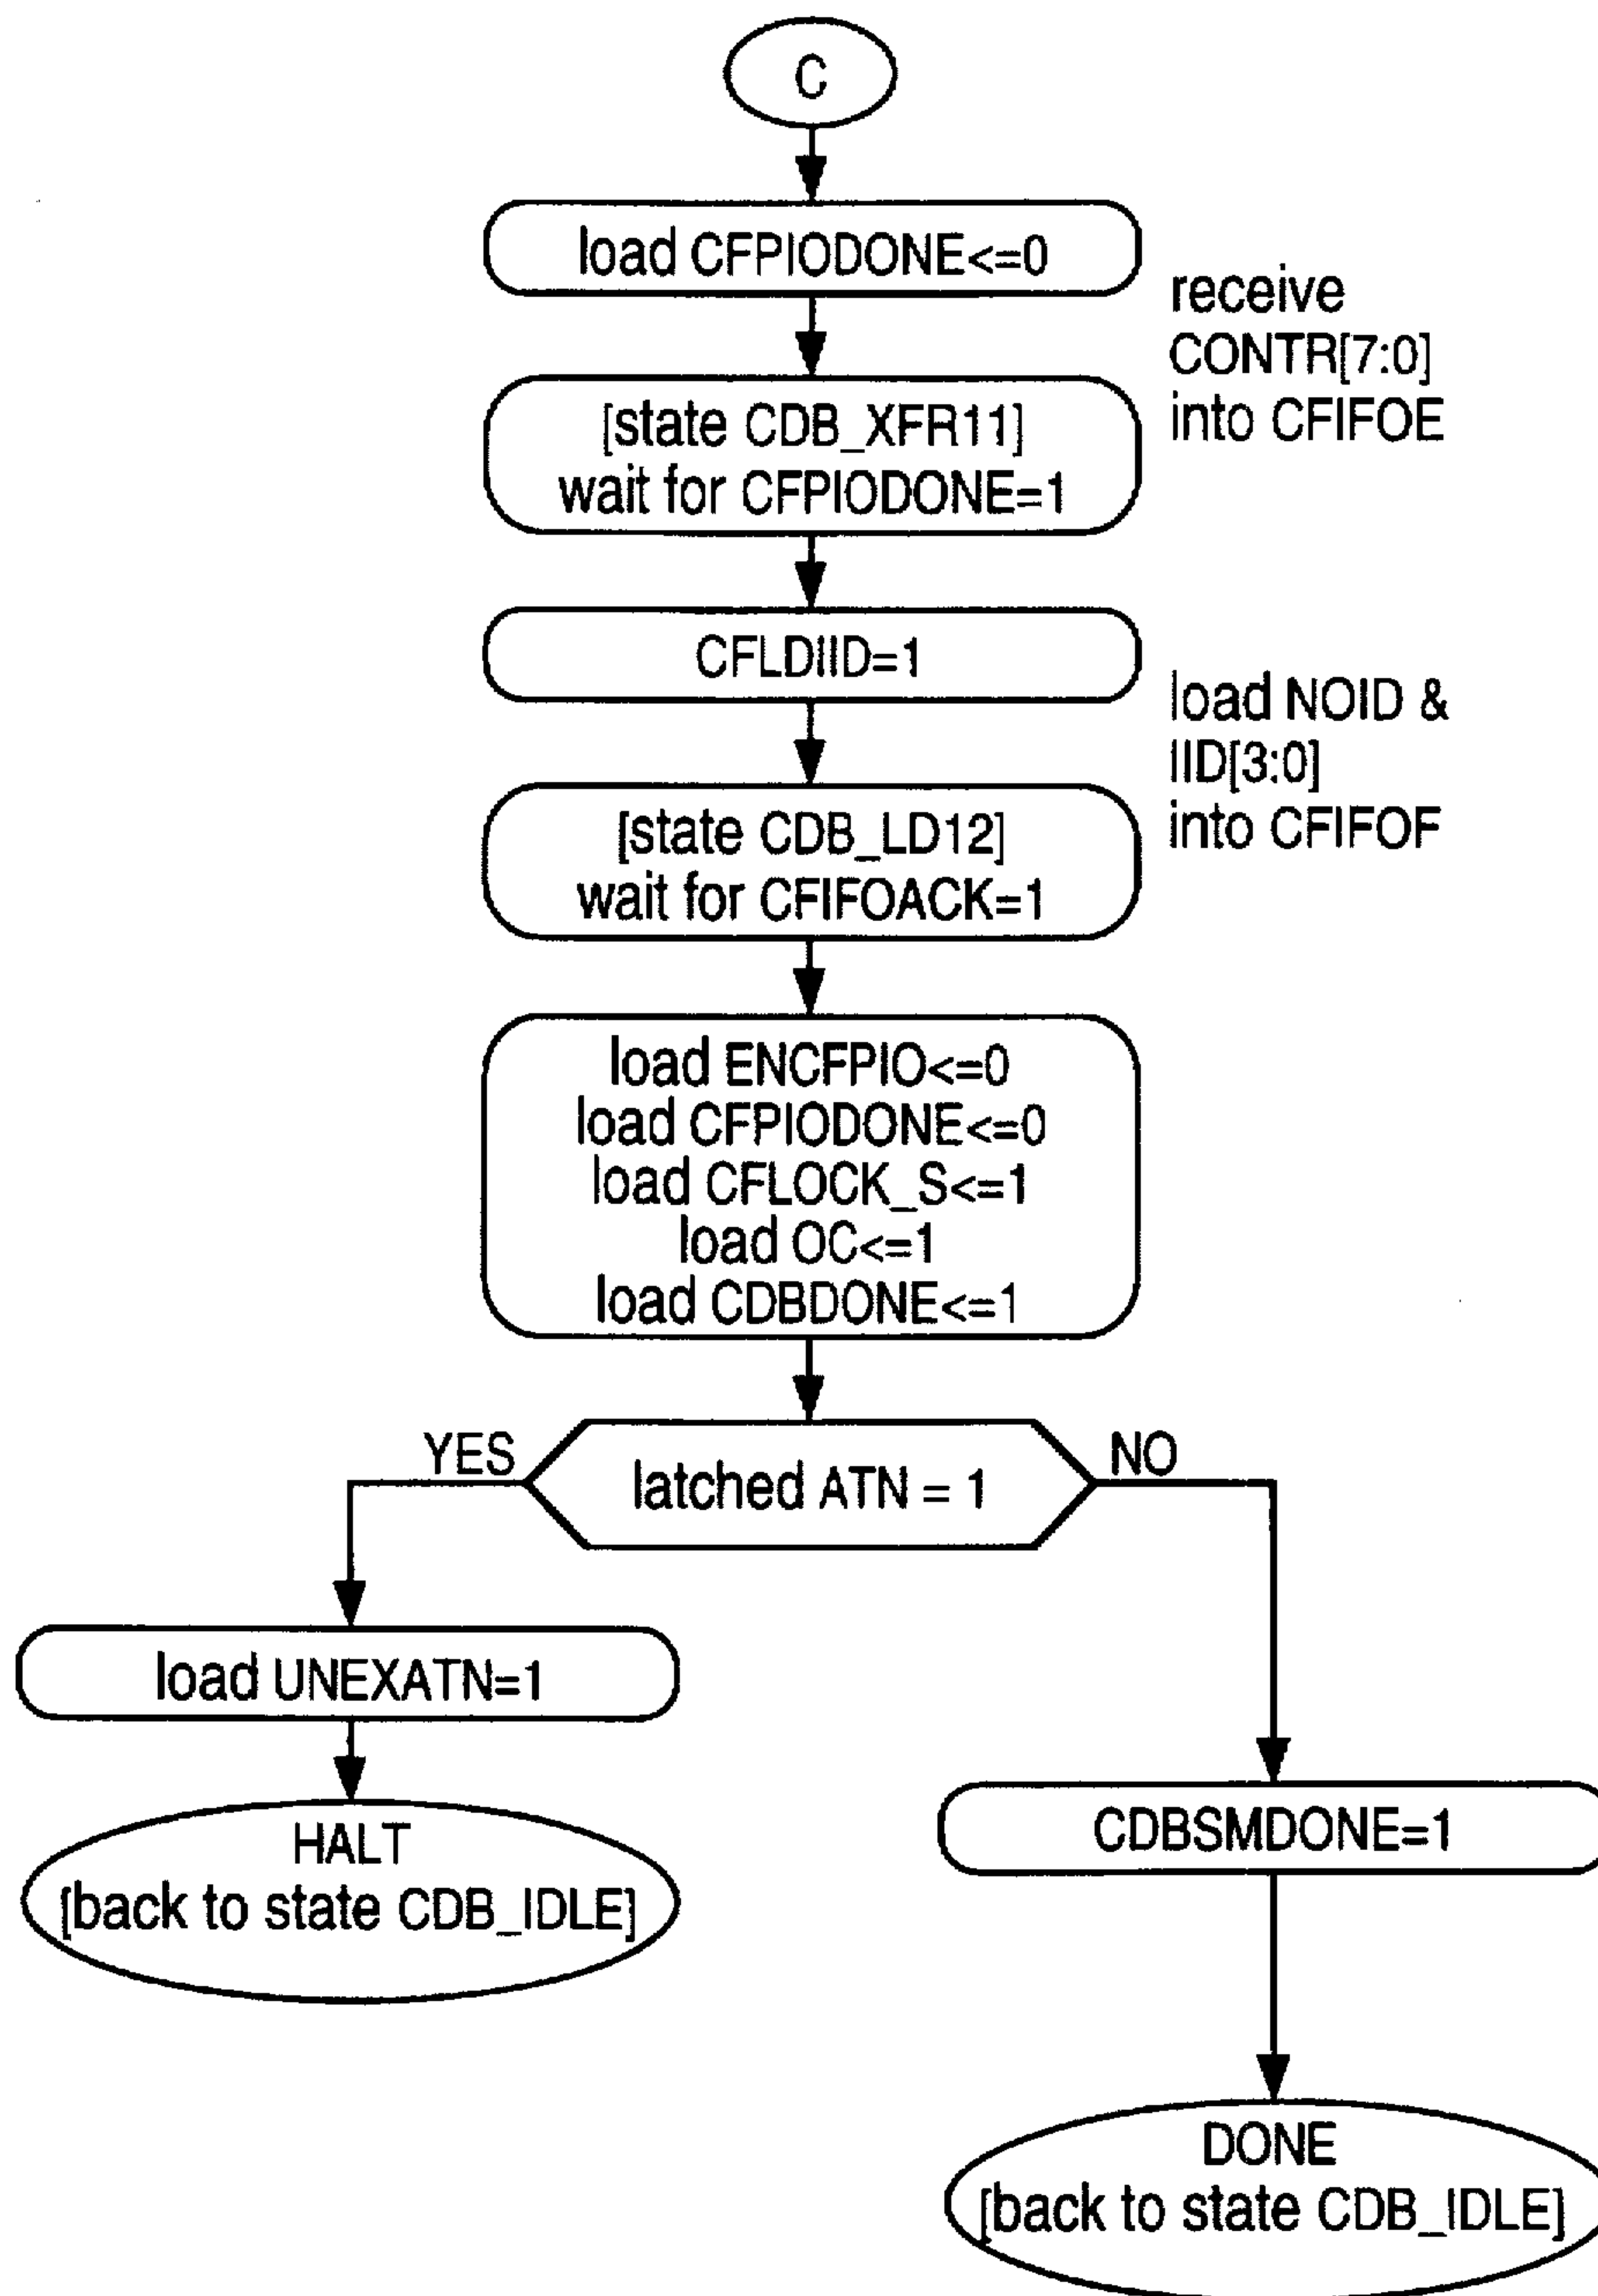 C
load CFPIODONE<=0
receive
CONTR[7:0]
into CFIFOE
[state CDB_XFR11]
wait for CFPIODONE=1
CFLDIID=1
load NOID &
IID[3:0]
into CFIFOF
[state CDB_LD12]
wait for CFIFOACK=1
load ENCFPIO<=0
load CFPIODONE<=0
load CFLOCK_S<=1
load OC<=1
load CDBDONE<=1
YES
latched ATN = 1
NO
load UNEXATN=1
HALT
[back to state CDB_IDLE]
CDBSMDONE=1
DONE
[back to state CDB_IDLE]